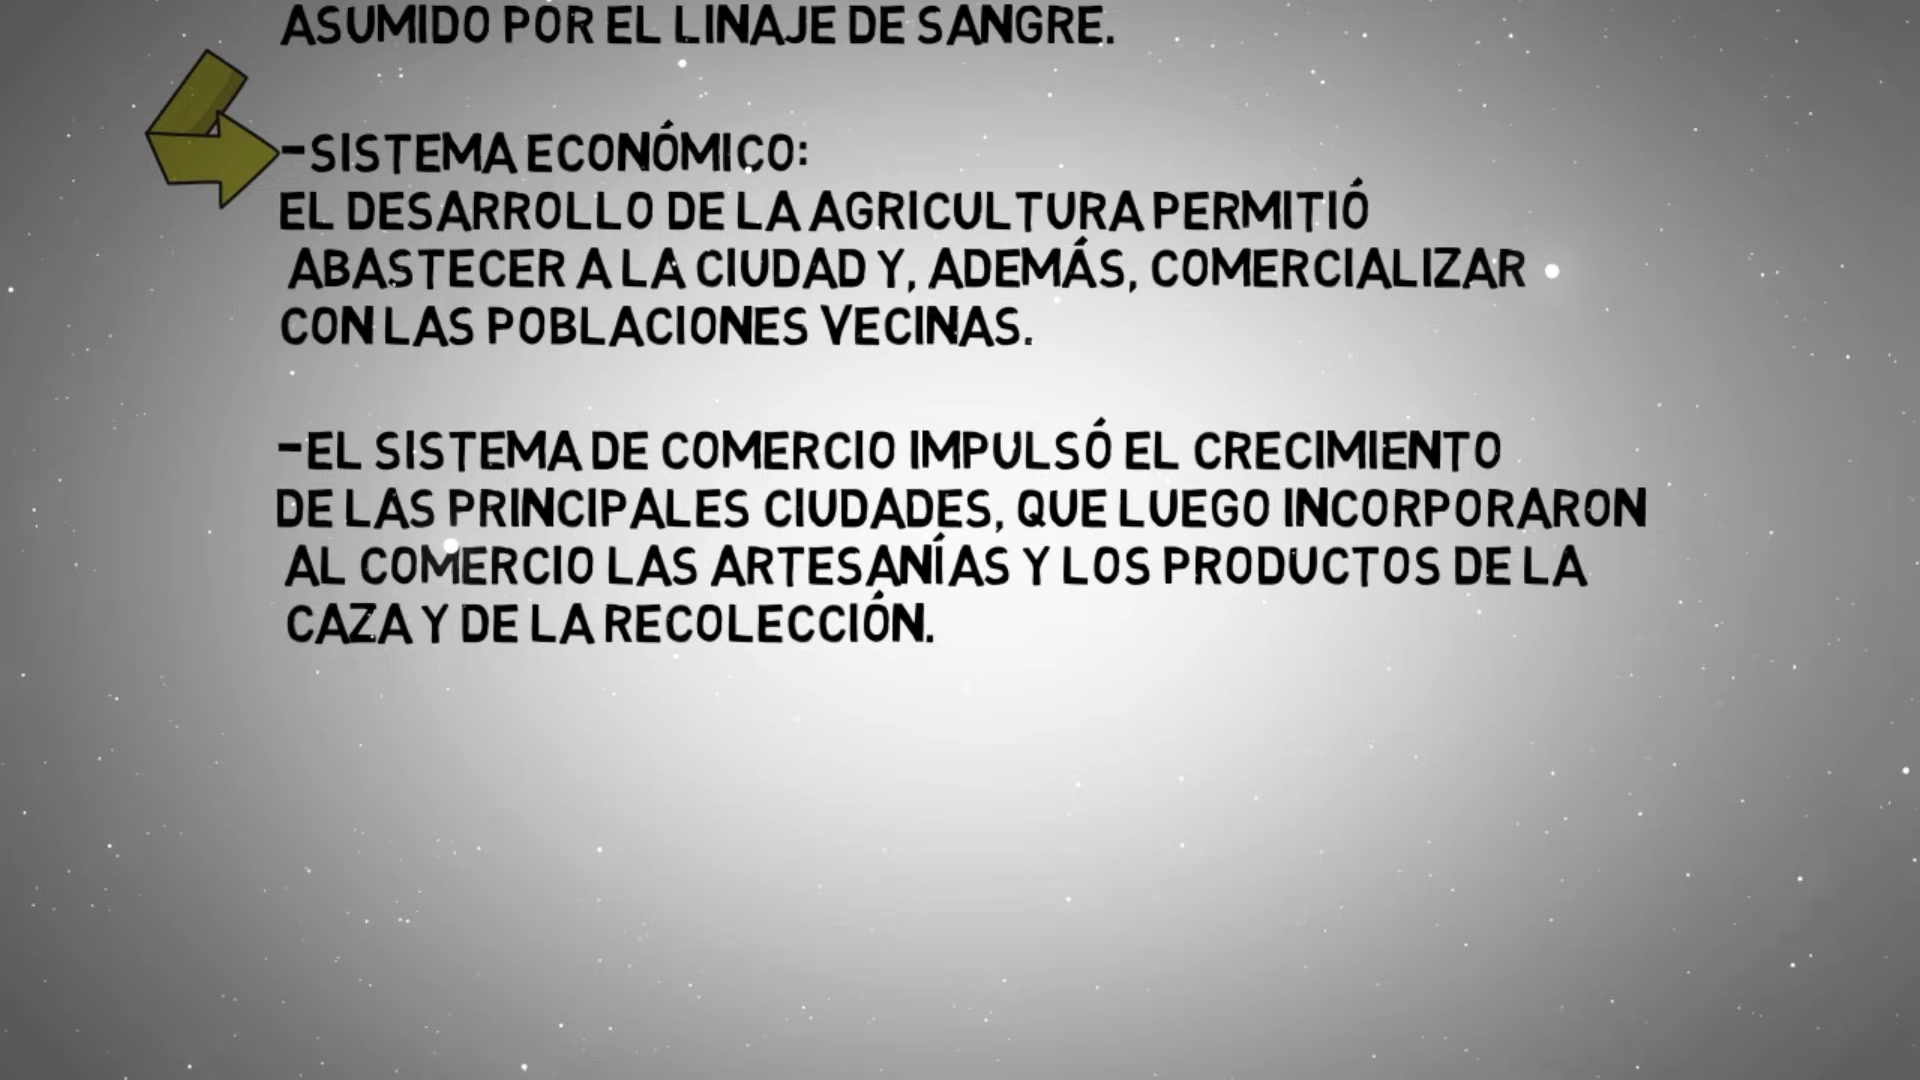 ASUMIDO POR EL LINAJE DE SANGRE.
-SISTEMA ECONÓMICO:
EL DESARROLLO DE LA AGRICULTURA PERMITIÓ
ABASTECER A LA CIUDAD Y, ADEMÁS, COMERCIALIZAR
CON LAS POBLACIONES VECINAS.
-EL SISTEMA DE COMERCIO IMPULSÓ EL CRECIMIENTO
DE LAS PRINCIPALES CIUDADES, QUE LUEGO INCORPORARON
AL COMERCIO LAS ARTESANÍAS Y LOS PRODUCTOS DE LA
CAZA Y DE LA RECOLECCIÓN.